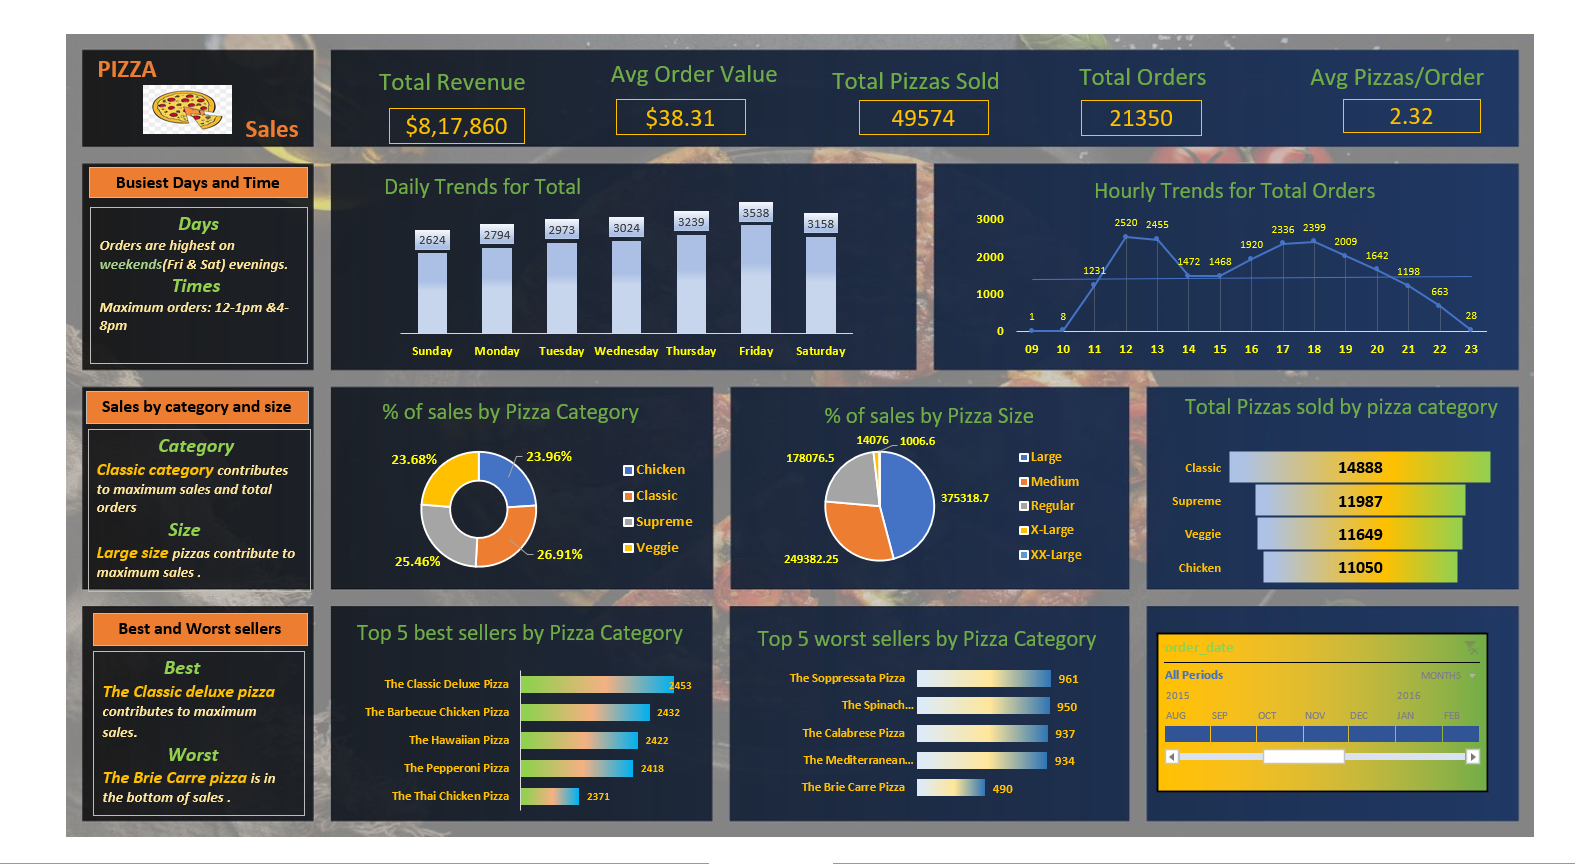 PIZZA
Sales
Total Revenue
$8,17,860
Avg Order Value
$38.31
Total Pizzas Sold
49574
Total Orders
21350
Avg Pizzas/Order
2.32
Busiest Days and Time
Days
Orders are highest on
weekends(Fri & Sat) evenings.
Times
Maximum orders: 12-1pm &4-
8pm
Daily Trends for Total
2624 2794 2973 3024 3239 3538 3158
Sunday Monday Tuesday Wednesday Thursday Friday Saturday
Hourly Trends for Total Orders
3000
2000
1000
0
1 8 1231 2520 2455 1472 1468 1920 2336 2399 2009 1642 1198 663 28
09 10 11 12 13 14 15 16 17 18 19 20 21 22 23
Sales by category and size
Category
Classic category contributes
to maximum sales and total
orders
Size
Large size pizzas contribute to
maximum sales .
% of sales by Pizza Category
23.68%
23.96%
25.46%
26.91%
Chicken
Classic
Supreme
Veggie
% of sales by Pizza Size
14076
1006.6
178076.5
375318.7
249382.25
Large
Medium
Regular
X-Large
XX-Large
Total Pizzas sold by pizza category
Classic 14888
Supreme 11987
Veggie 11649
Chicken 11050
Best and Worst sellers
Best
The Classic deluxe pizza
contributes to maximum
sales.
Worst
The Brie Carre pizza is in
the bottom of sales .
Top 5 best sellers by Pizza Category
The Classic Deluxe Pizza 2453
The Barbecue Chicken Pizza 2432
The Hawaiian Pizza 2422
The Pepperoni Pizza 2418
The Thai Chicken Pizza 2371
Top 5 worst sellers by Pizza Category
The Soppressata Pizza 961
The Spinach... 950
The Calabrese Pizza 937
The Mediterranean... 934
The Brie Carre Pizza 490
order_date
All Periods MONTHS
2015 2016
AUG SEP OCT NOV DEC JAN FEB